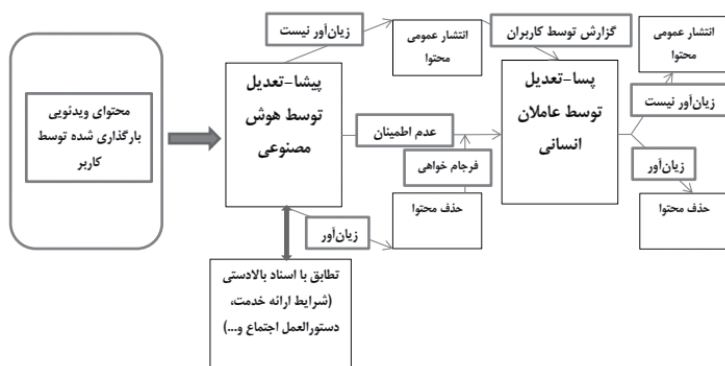 محتوای ویدئویی
بارگذاری شده توسط
کاربر
پیشا-تعدیل
توسط هوش
مصنوعی
زیان‌آور نیست
انتشار عمومی
محتوا
گزارش توسط کاربران
عدم اطمینان
فرجام خواهی
زیان‌آور
حذف محتوا
تطابق با اسناد بالادستی
(شرایط ارائه خدمت،
دستورالعمل اجتماع و...)
پسا-تعدیل
توسط عاملان
انسانی
انتشار عمومی
محتوا
زیان‌آور نیست
زیان‌آور
حذف محتوا